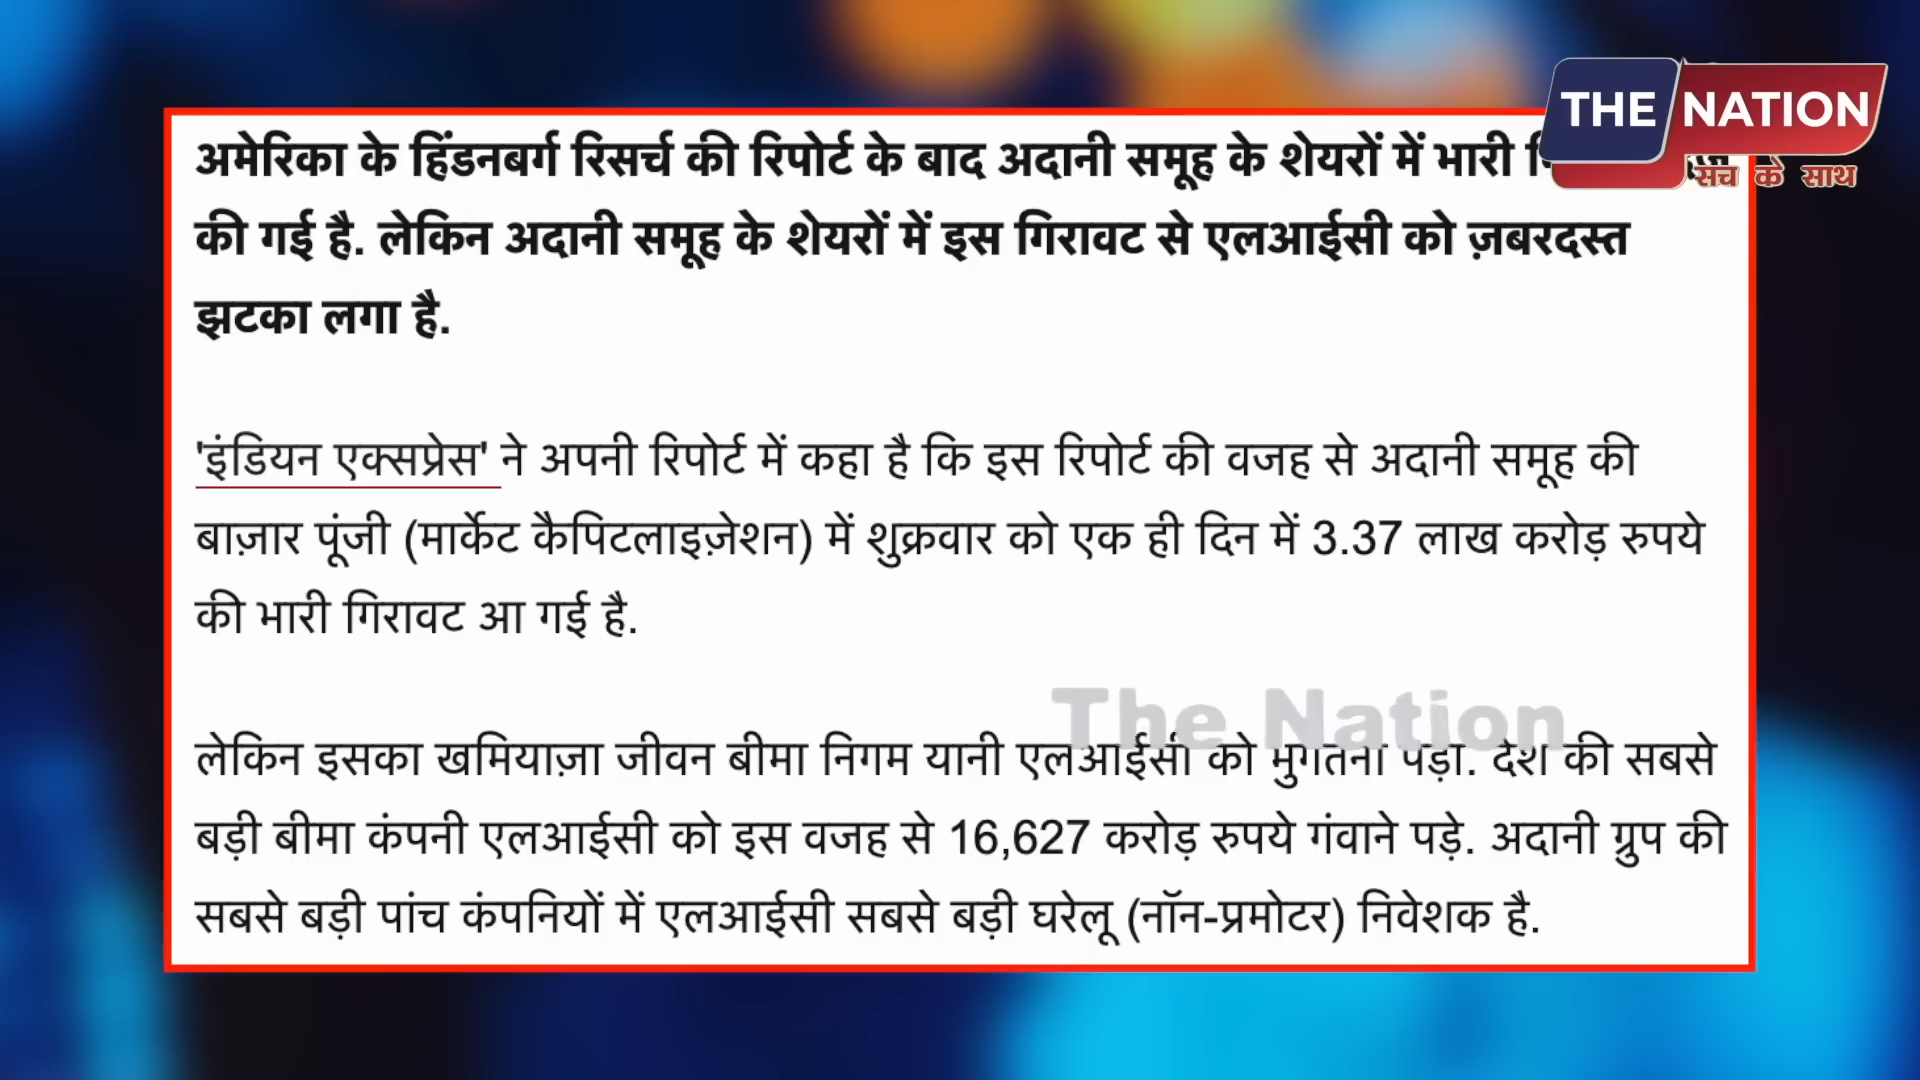 THE NATION
सच के साथ
अमेरिका के हिंडनबर्ग रिसर्च की रिपोर्ट के बाद अदानी समूह के शेयरों में भारी
की गई है. लेकिन अदानी समूह के शेयरों में इस गिरावट से एलआईसी को ज़बरदस्त
झटका लगा है.
'इंडियन एक्सप्रेस' ने अपनी रिपोर्ट में कहा है कि इस रिपोर्ट की वजह से अदानी समूह की
बाज़ार पूंजी (मार्केट कैपिटलाइज़ेशन) में शुक्रवार को एक ही दिन में 3.37 लाख करोड़ रुपये
की भारी गिरावट आ गई है.
The Nation
लेकिन इसका खमियाज़ा जीवन बीमा निगम यानी एलआईसी को भुगतना पड़ा. देश की सबसे
बड़ी बीमा कंपनी एलआईसी को इस वजह से 16,627 करोड़ रुपये गंवाने पड़े. अदानी ग्रुप की
सबसे बड़ी पांच कंपनियों में एलआईसी सबसे बड़ी घरेलू (नॉन-प्रमोटर) निवेशक है.